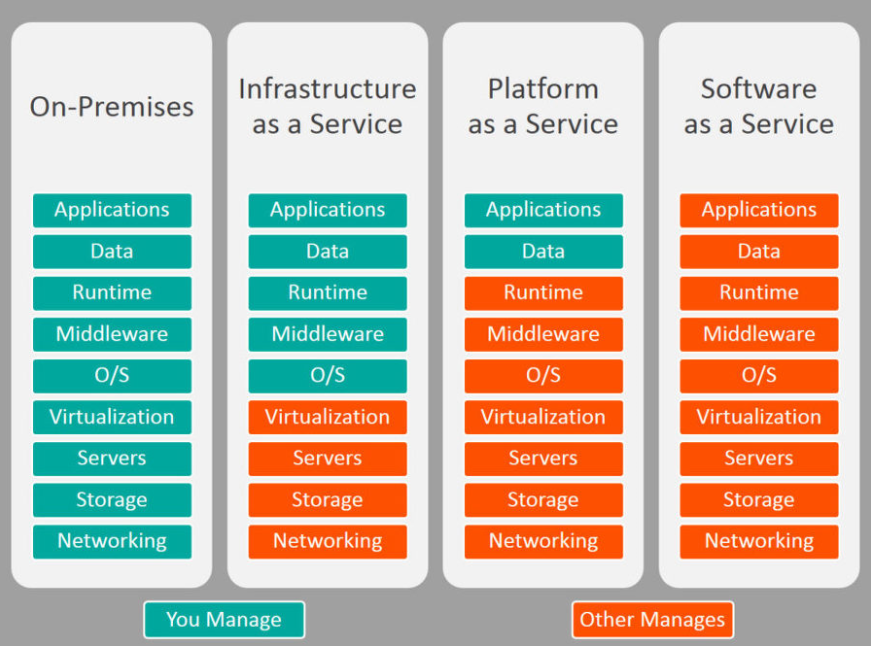 On-Premises
Applications
Data
Runtime
Middleware
O/S
Virtualization
Servers
Storage
Networking
Infrastructure
as a Service
Applications
Data
Runtime
Middleware
O/S
Virtualization
Servers
Storage
Networking
Platform
as a Service
Applications
Data
Runtime
Middleware
O/S
Virtualization
Servers
Storage
Networking
Software
as a Service
Applications
Data
Runtime
Middleware
O/S
Virtualization
Servers
Storage
Networking
You Manage
Other Manages